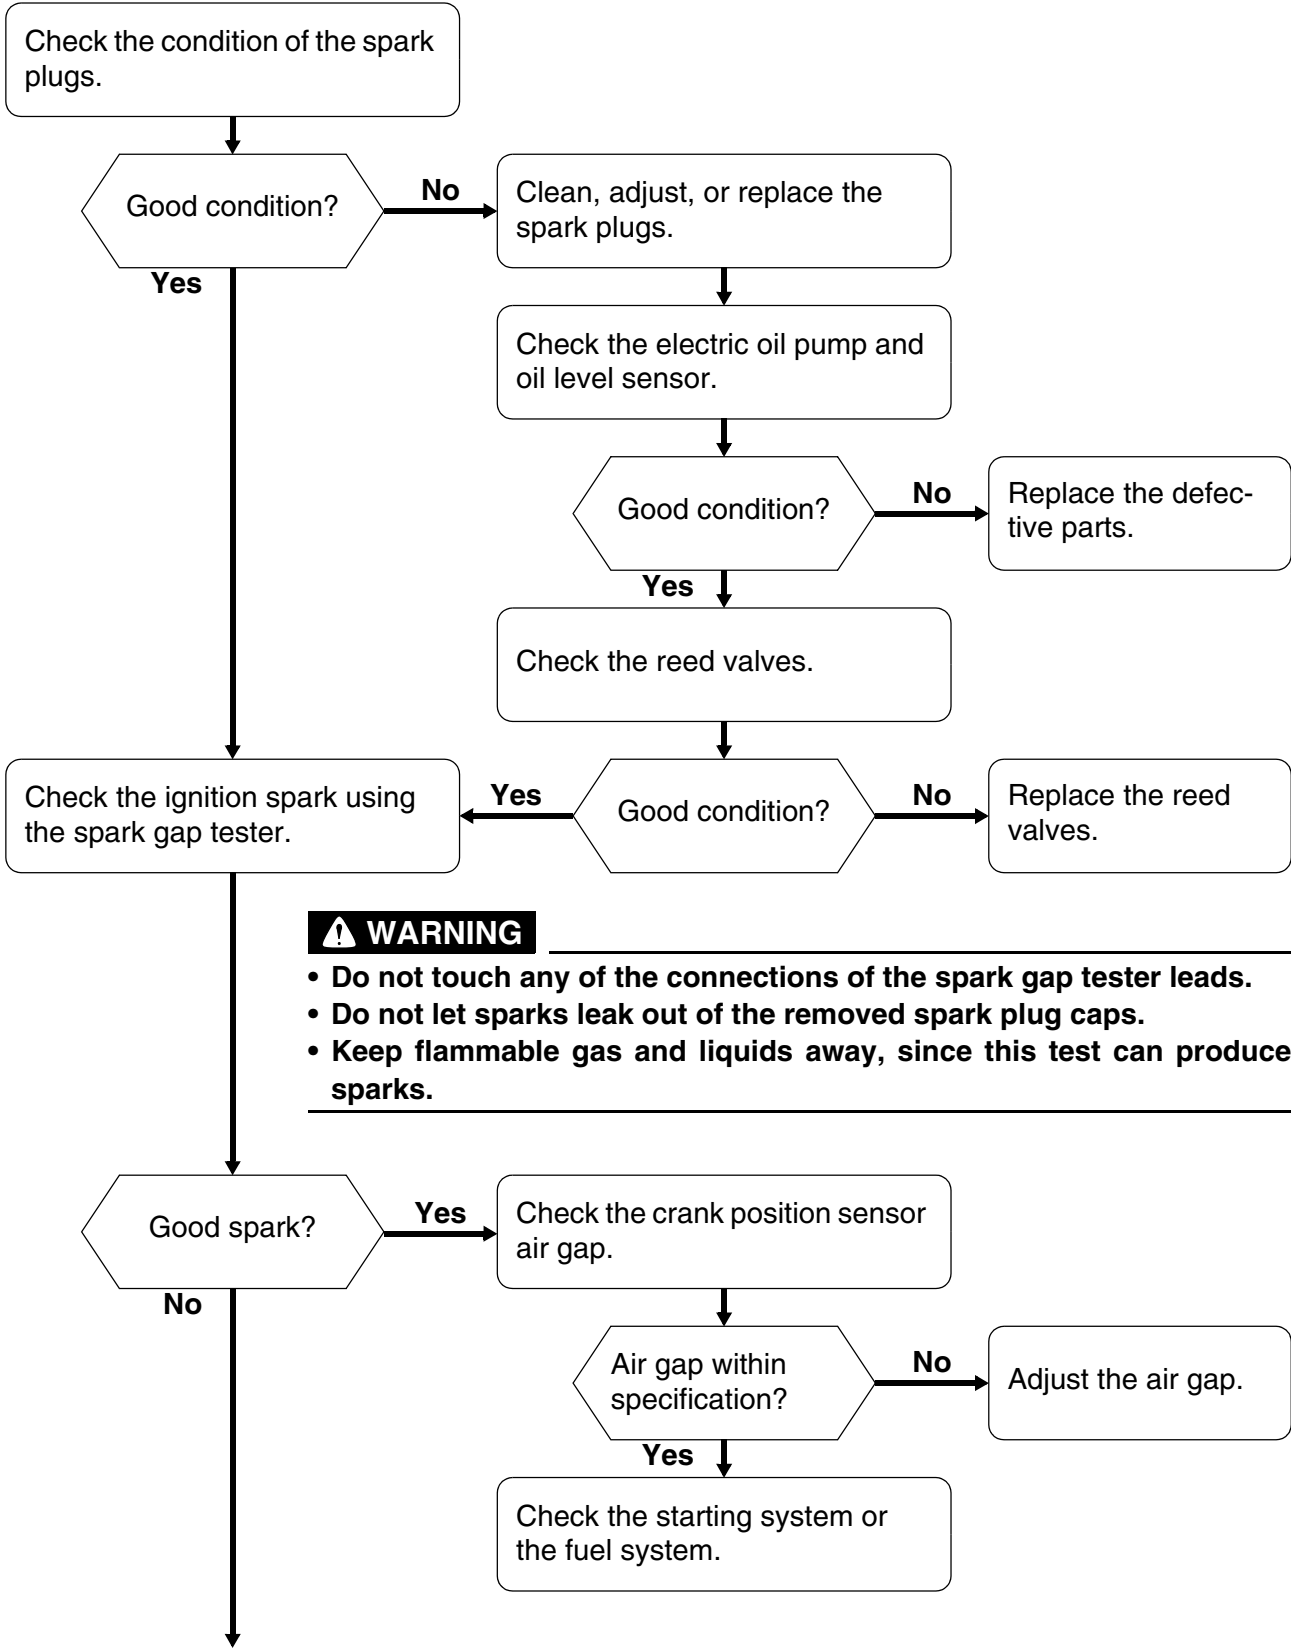 Check the condition of the spark
plugs.
Good condition?
No
Clean, adjust, or replace the
spark plugs.
Yes
Check the electric oil pump and
oil level sensor.
Good condition?
No
Replace the defec-
tive parts.
Yes
Check the reed valves.
Check the ignition spark using
the spark gap tester.
Yes
Good condition?
No
Replace the reed
valves.
WARNING
• Do not touch any of the connections of the spark gap tester leads.
• Do not let sparks leak out of the removed spark plug caps.
• Keep flammable gas and liquids away, since this test can produce
sparks.
Good spark?
Yes
Check the crank position sensor
air gap.
No
Air gap within
specification?
No
Adjust the air gap.
Yes
Check the starting system or
the fuel system.